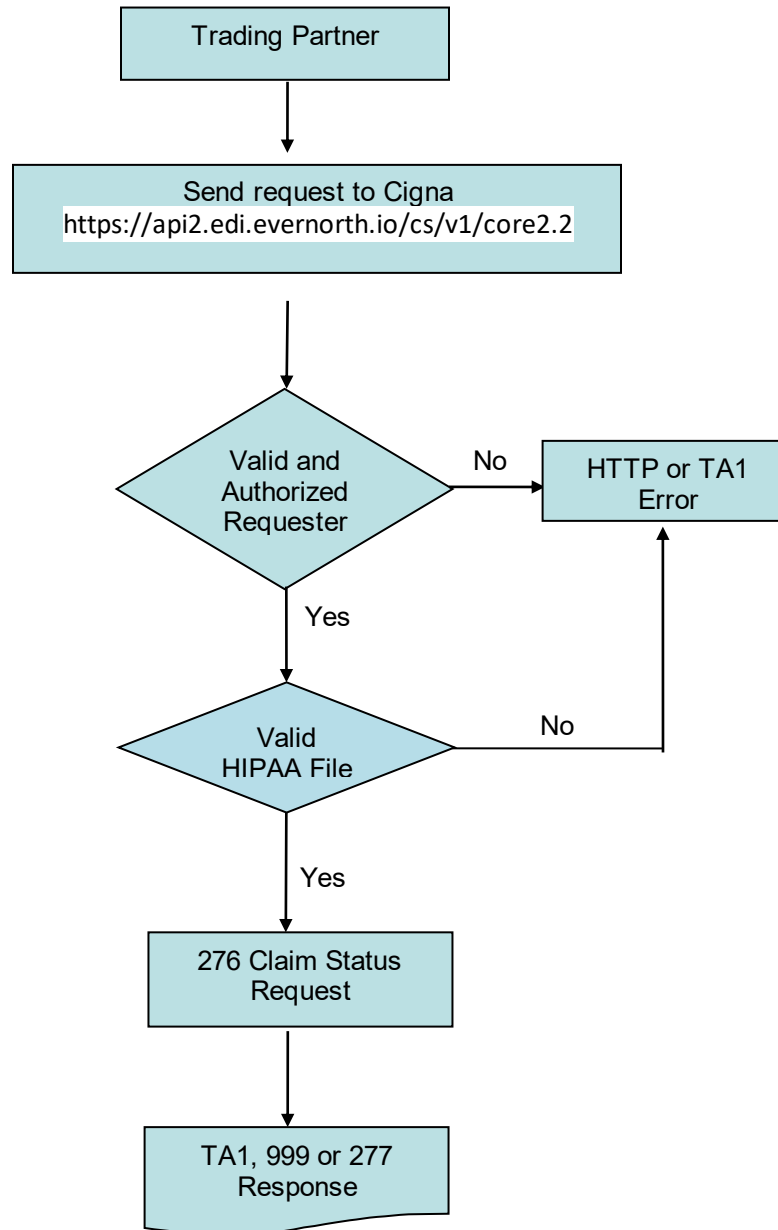 Trading Partner
Send request to Cigna
https://api2.edi.evernorth.io/cs/v1/core2.2
Valid and
Authorized
Requester
No
HTTP or TA1
Error
Yes
Valid
HIPAA File
No
Yes
276 Claim Status
Request
TA1, 999 or 277
Response